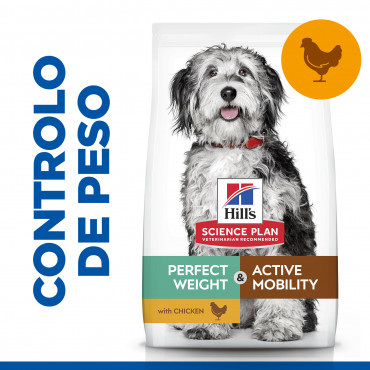 CONTROLO
DE PESO
Hill's
SCIENCE PLAN
VETERINARIAN RECOMMENDED
PERFECT
WEIGHT
&
ACTIVE
MOBILITY
with CHICKEN